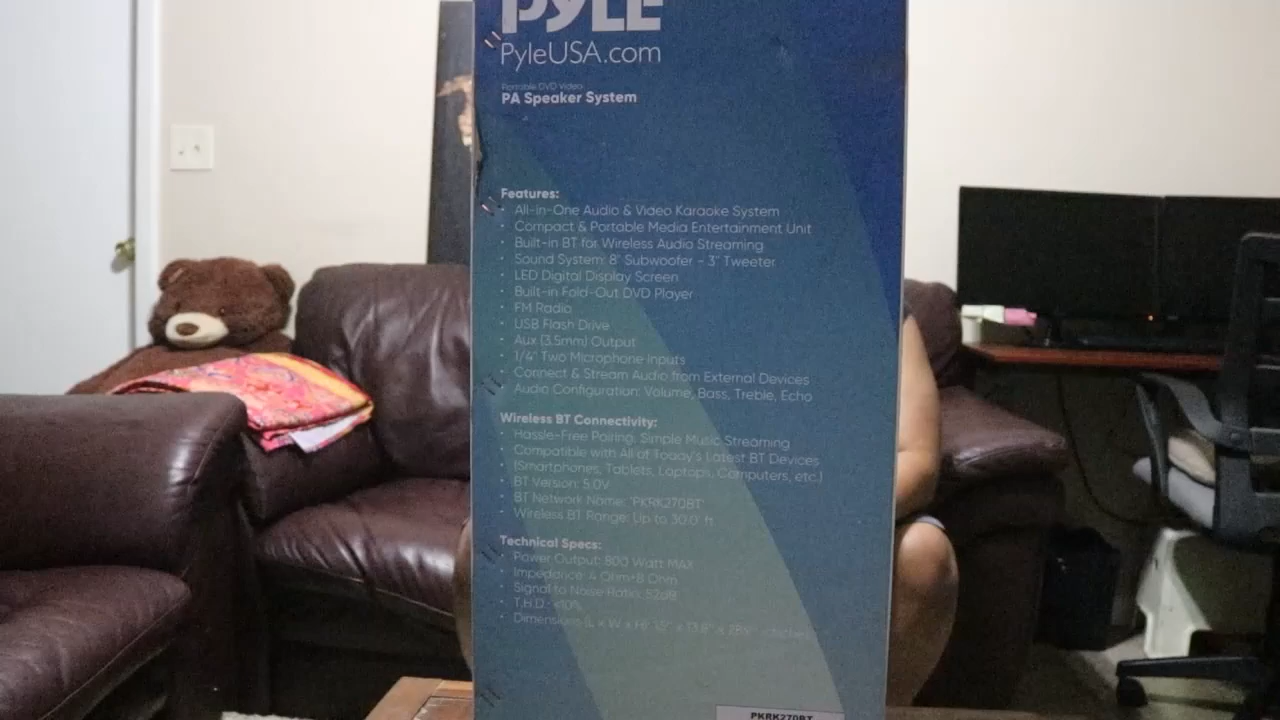 PYLE
PyleUSA.com
Portable DVD Video
PA Speaker System
Features:
• All-in-One Audio & Video Karaoke System
• Compact & Portable Media Entertainment Unit
• Built-in BT for Wireless Audio Streaming
• Sound System: 8" Subwoofer - 3" Tweeter
• LED Digital Display Screen
• Built-in Fold-Out DVD Player
• FM Radio
• USB Flash Drive
• Aux (3.5mm) Output
• 1/4" Two Microphone Inputs
• Connect & Stream Audio from External Devices
• Audio Configuration: Volume, Bass, Treble, Echo
Wireless BT Connectivity:
• Hassle-Free Pairing, Simple Music Streaming
• Compatible with All of Today's Latest BT Devices
• (Smartphones, Tablets, Laptops, Computers, etc.)
• BT Version: 5.0V
• BT Network Name: 'PKRK270BT'
• Wireless BT Range: Up to 30.0' ft
Technical Specs:
• Power Output: 800 Watt MAX
• Impedance: 4 Ohm+8 Ohm
• Signal to Noise Ratio: 52dB
• T.H.D.: <10%
• Dimensions (L x W x H):
PKRK270BT